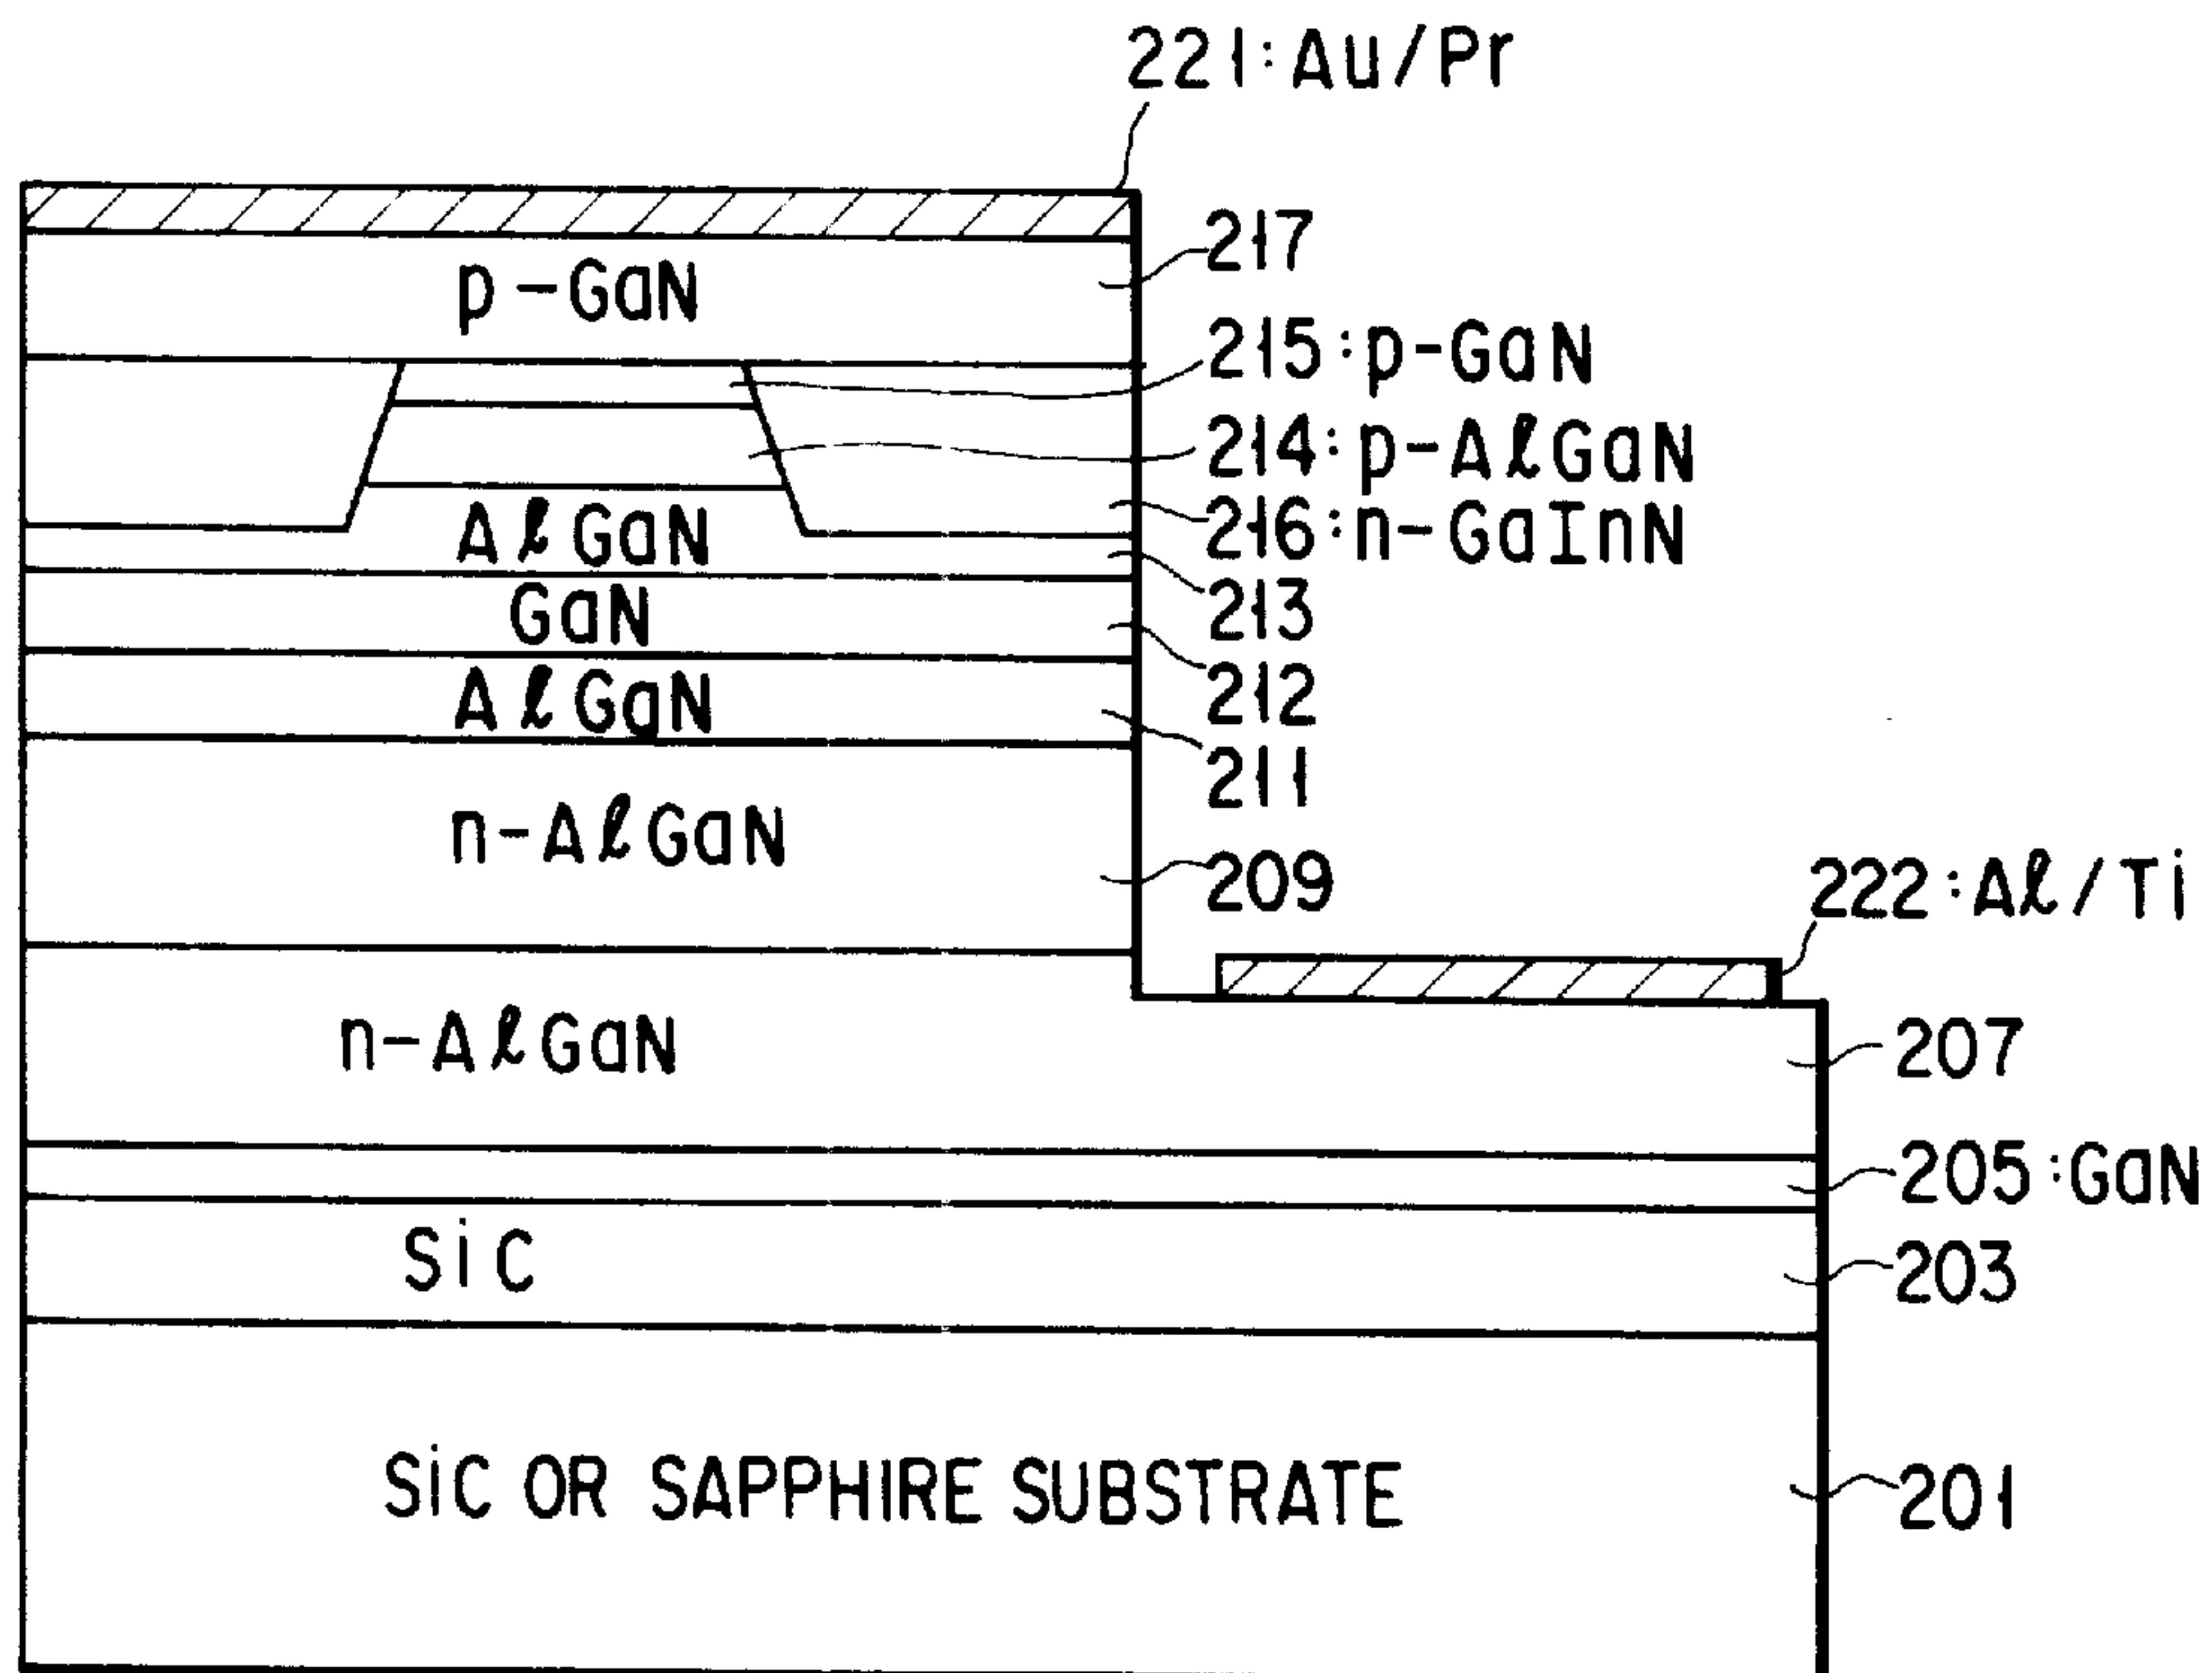 221:Au/Pr
217
p-GaN
215:p-GaN
214:p-AlGaN
216:n-GaInN
AlGaN
213
GaN
212
AlGaN
211
n-AlGaN
209
222:Al/Ti
n-AlGaN
207
205:GaN
SiC
203
SiC OR SAPPHIRE SUBSTRATE
201